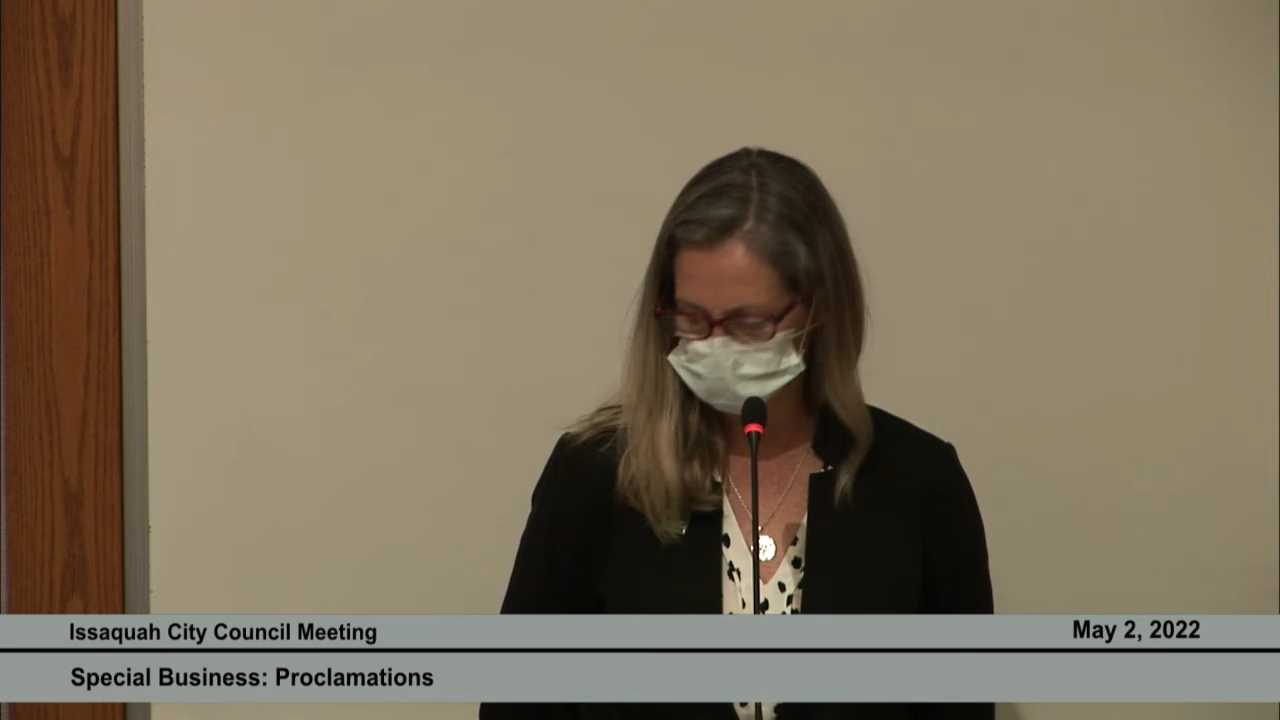 Issaquah City Council Meeting
May 2, 2022
Special Business: Proclamations